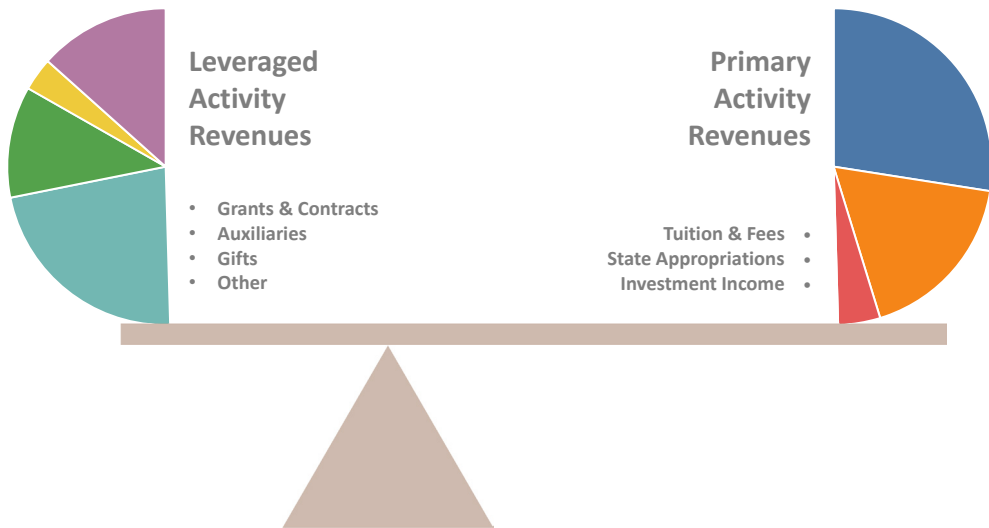 Leveraged
Activity
Revenues
• Grants & Contracts
• Auxiliaries
• Gifts
• Other
Primary
Activity
Revenues
Tuition & Fees •
State Appropriations •
Investment Income •